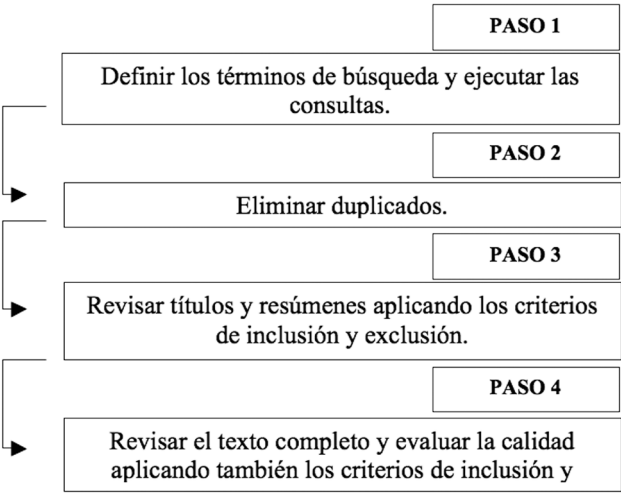 PASO 1
Definir los términos de búsqueda y ejecutar las
consultas.
PASO 2
Eliminar duplicados.
PASO 3
Revisar títulos y resúmenes aplicando los criterios
de inclusión y exclusión.
PASO 4
Revisar el texto completo y evaluar la calidad
aplicando también los criterios de inclusión y